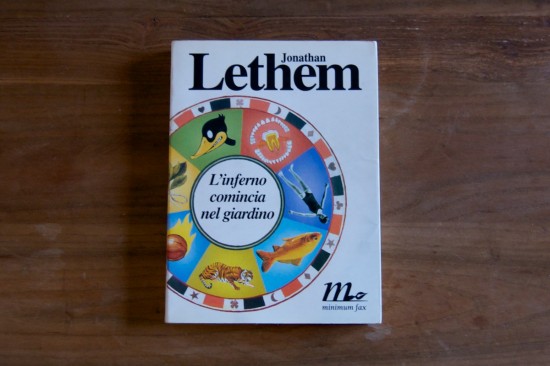 Jonathan
Lethem
L'inferno
comincia
nel giardino
m
minimum fax